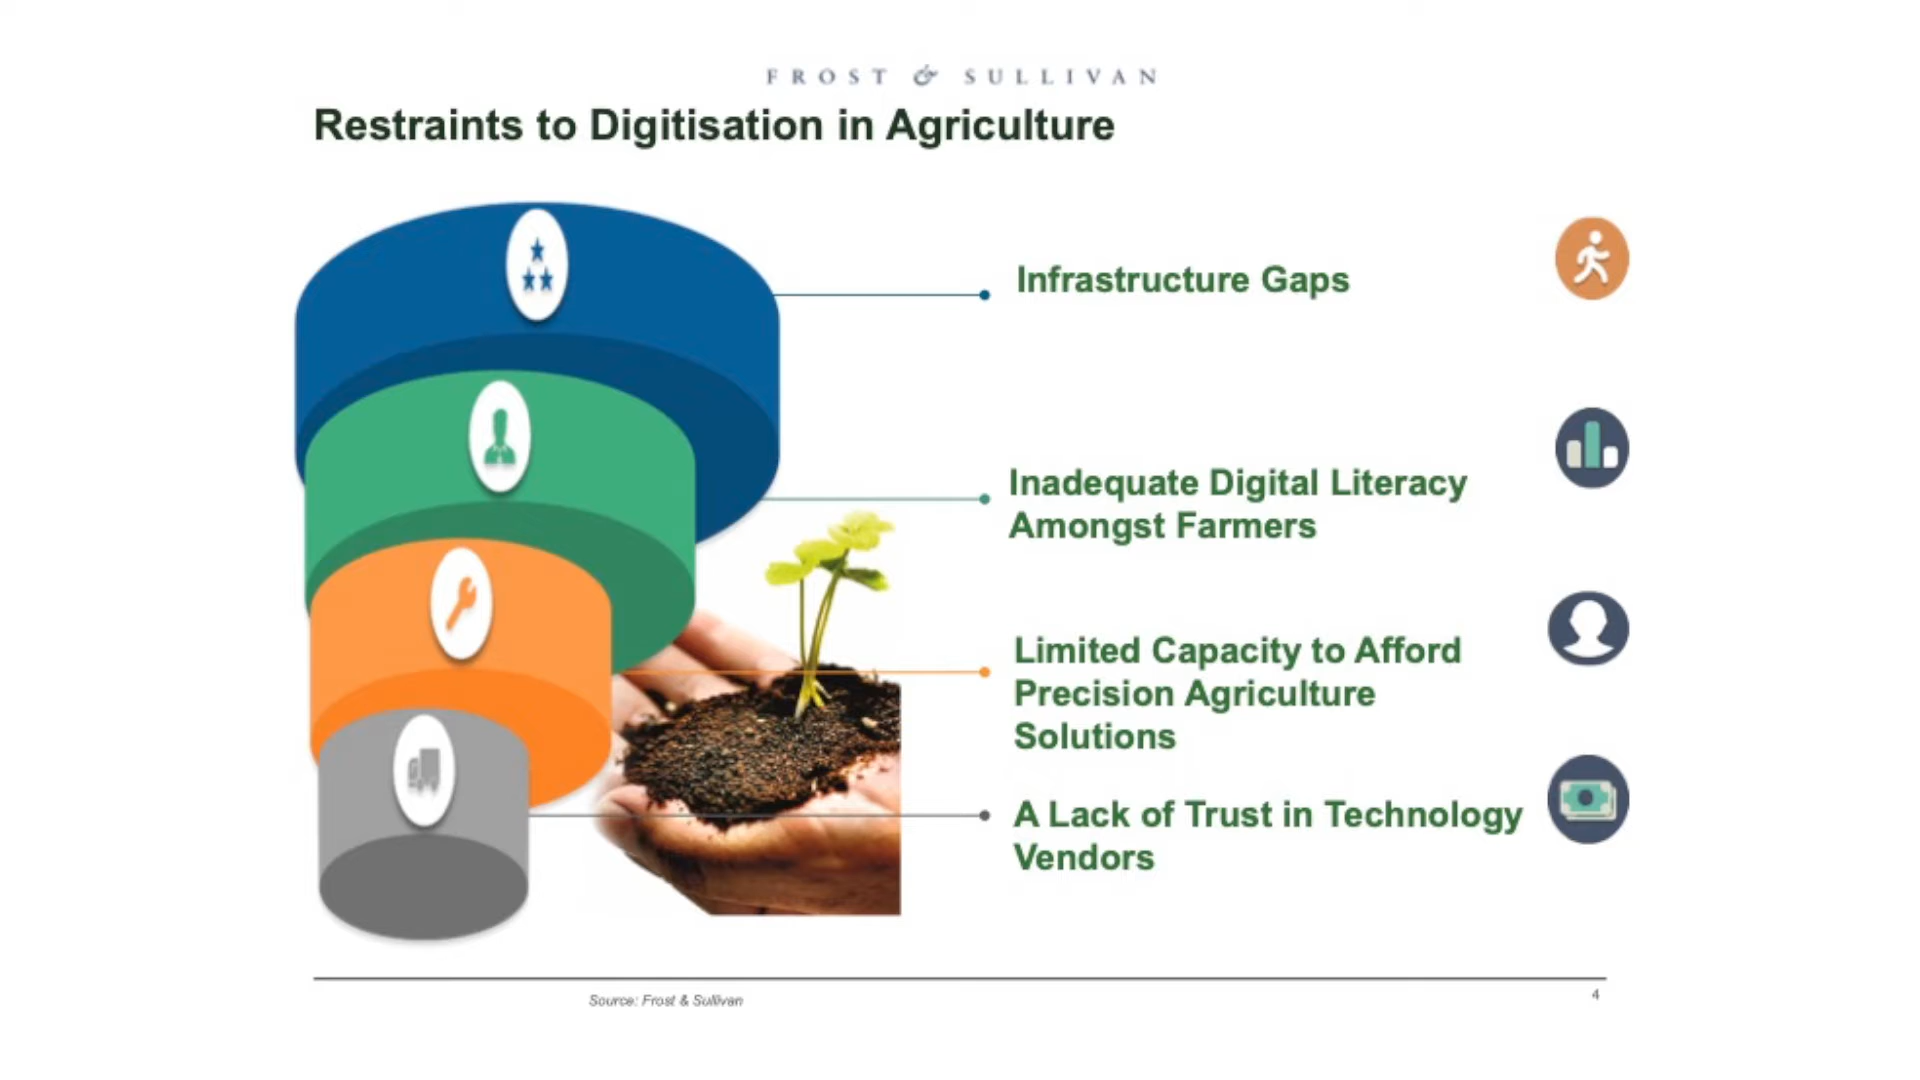 FROST & SULLIVAN
Restraints to Digitisation in Agriculture
Infrastructure Gaps
Inadequate Digital Literacy
Amongst Farmers
Limited Capacity to Afford
Precision Agriculture
Solutions
A Lack of Trust in Technology
Vendors
Source: Frost & Sullivan
4